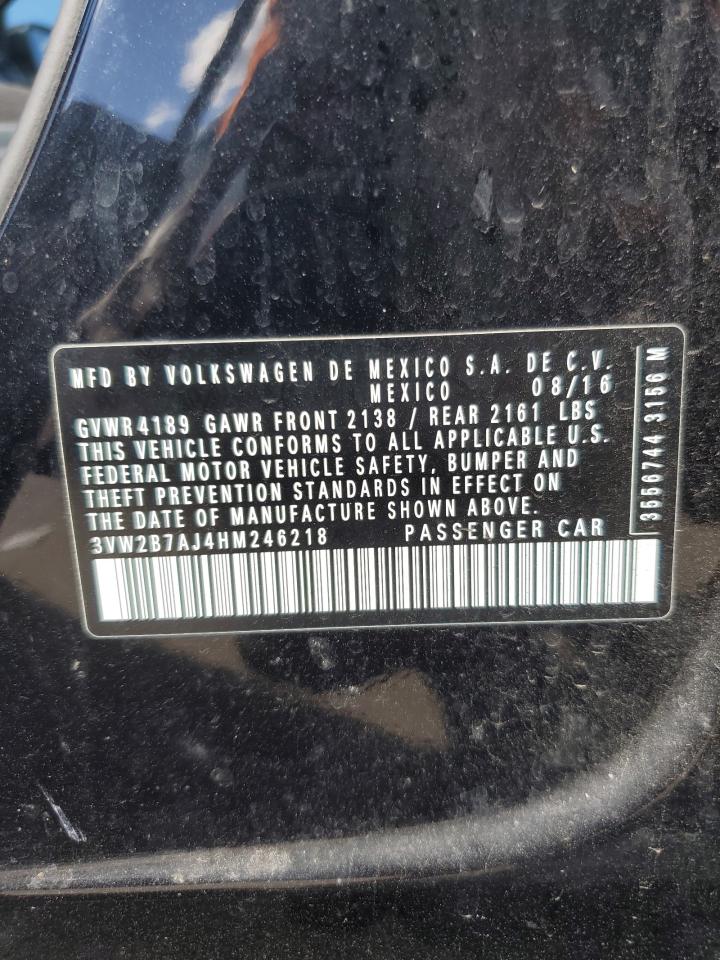 MFD BY VOLKSWAGEN DE MEXICO S.A. DE C.V.
MEXICO 08/16
GVWR 4189 GAWR FRONT 2138 / REAR 2161 LBS
THIS VEHICLE CONFORMS TO ALL APPLICABLE U.S.
FEDERAL MOTOR VEHICLE SAFETY, BUMPER AND
THEFT PREVENTION STANDARDS IN EFFECT ON
THE DATE OF MANUFACTURE SHOWN ABOVE.
3VW2B7AJ4HM246218 PASSENGER CAR
3656744 3156 M